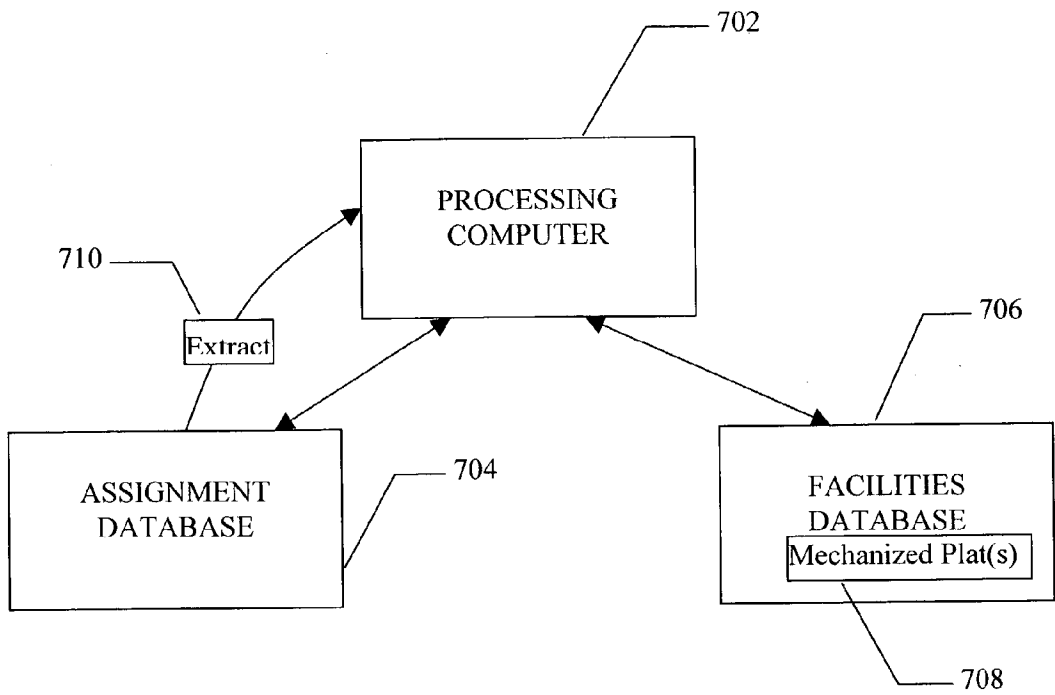 702
PROCESSING
COMPUTER
710
Extract
706
ASSIGNMENT
DATABASE
704
FACILITIES
DATABASE
Mechanized Plat(s)
708